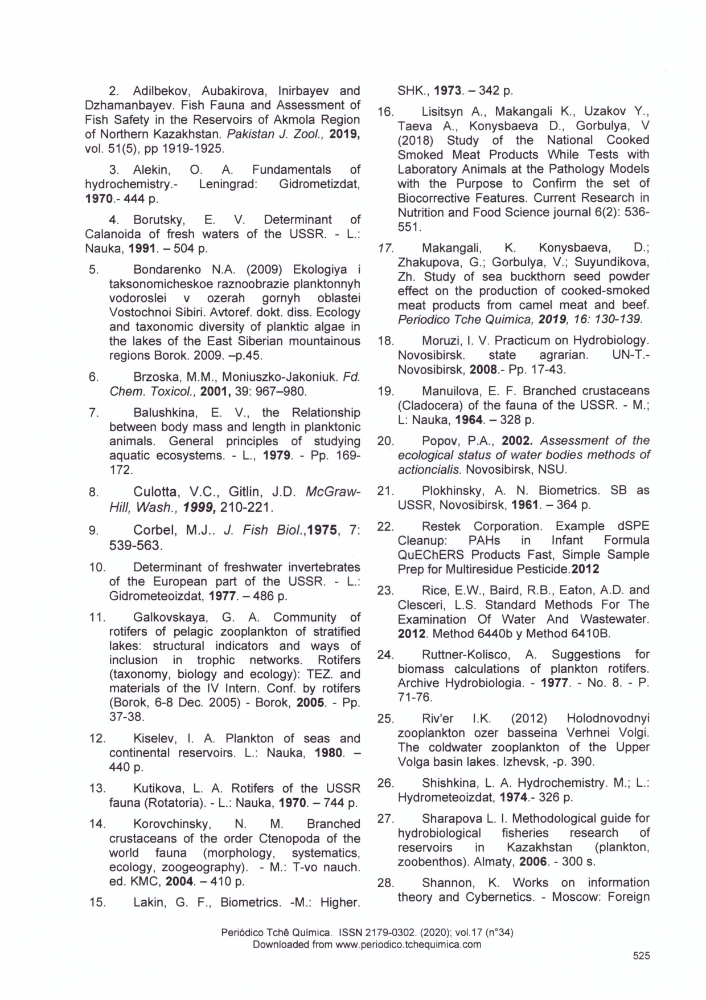 2. Adilbekov, Aubakirova, Inirbayev and
Dzhamanbayev. Fish Fauna and Assessment of
Fish Safety in the Reservoirs of Akmola Region
of Northern Kazakhstan. Pakistan J. Zool., 2019,
vol. 51(5), pp 1919-1925.
3. Alekin, O. A. Fundamentals of
hydrochemistry.- Leningrad: Gidrometizdat,
1970.- 444 p.
4. Borutsky, E. V. Determinant of
Calanoida of fresh waters of the USSR. - L.:
Nauka, 1991. – 504 p.
5. Bondarenko N.A. (2009) Ekologiya i
taksonomicheskoe raznoobrazie planktonnyh
vodoroslei v ozerah gornyh oblastei
Vostochnoi Sibiri. Avtoref. dokt. diss. Ecology
and taxonomic diversity of planktic algae in
the lakes of the East Siberian mountainous
regions Borok. 2009. –p.45.
6. Brzoska, M.M., Moniuszko-Jakoniuk. Fd.
Chem. Toxicol., 2001, 39: 967–980.
7. Balushkina, E. V., the Relationship
between body mass and length in planktonic
animals. General principles of studying
aquatic ecosystems. - L., 1979. - Pp. 169-
172.
8. Culotta, V.C., Gitlin, J.D. McGraw-
Hill, Wash., 1999, 210-221.
9. Corbel, M.J.. J. Fish Biol.,1975, 7:
539-563.
10. Determinant of freshwater invertebrates
of the European part of the USSR. - L.:
Gidrometeoizdat, 1977. – 486 p.
11. Galkovskaya, G. A. Community of
rotifers of pelagic zooplankton of stratified
lakes: structural indicators and ways of
inclusion in trophic networks. Rotifers
(taxonomy, biology and ecology): TEZ. and
materials of the IV Intern. Conf. by rotifers
(Borok, 6-8 Dec. 2005) - Borok, 2005. - Pp.
37-38.
12. Kiselev, I. A. Plankton of seas and
continental reservoirs. L.: Nauka, 1980. –
440 p.
13. Kutikova, L. A. Rotifers of the USSR
fauna (Rotatoria). - L.: Nauka, 1970. – 744 p.
14. Korovchinsky, N. M. Branched
crustaceans of the order Ctenopoda of the
world fauna (morphology, systematics,
ecology, zoogeography). - M.: T-vo nauch.
ed. KMC, 2004. – 410 p.
15. Lakin, G. F., Biometrics. -M.: Higher.
SHK., 1973. – 342 p.
16. Lisitsyn A., Makangali K., Uzakov Y.,
Taeva A., Konysbaeva D., Gorbulya, V
(2018) Study of the National Cooked
Smoked Meat Products While Tests with
Laboratory Animals at the Pathology Models
with the Purpose to Confirm the set of
Biocorrective Features. Current Research in
Nutrition and Food Science journal 6(2): 536-
551.
17. Makangali, K. Konysbaeva, D.;
Zhakupova, G.; Gorbulya, V.; Suyundikova,
Zh. Study of sea buckthorn seed powder
effect on the production of cooked-smoked
meat products from camel meat and beef.
Periodico Tche Quimica, 2019, 16: 130-139.
18. Moruzi, I. V. Practicum on Hydrobiology.
Novosibirsk. state agrarian. UN-T.-
Novosibirsk, 2008.- Pp. 17-43.
19. Manuilova, E. F. Branched crustaceans
(Cladocera) of the fauna of the USSR. - M.;
L: Nauka, 1964. – 328 p.
20. Popov, P.A., 2002. Assessment of the
ecological status of water bodies methods of
actioncialis. Novosibirsk, NSU.
21. Plokhinsky, A. N. Biometrics. SB as
USSR, Novosibirsk, 1961. – 364 p.
22. Restek Corporation. Example dSPE
Cleanup: PAHs in Infant Formula
QuEChERS Products Fast, Simple Sample
Prep for Multiresidue Pesticide.2012
23. Rice, E.W., Baird, R.B., Eaton, A.D. and
Clesceri, L.S. Standard Methods For The
Examination Of Water And Wastewater.
2012. Method 6440b y Method 6410B.
24. Ruttner-Kolisco, A. Suggestions for
biomass calculations of plankton rotifers.
Archive Hydrobiologia. - 1977. - No. 8. - P.
71-76.
25. Riv'er I.K. (2012) Holodnovodnyi
zooplankton ozer basseina Verhnei Volgi.
The coldwater zooplankton of the Upper
Volga basin lakes. Izhevsk, -p. 390.
26. Shishkina, L. A. Hydrochemistry. M.; L.:
Hydrometeoizdat, 1974.- 326 p.
27. Sharapova L. I. Methodological guide for
hydrobiological fisheries research of
reservoirs in Kazakhstan (plankton,
zoobenthos). Almaty, 2006. - 300 s.
28. Shannon, K. Works on information
theory and Cybernetics. - Moscow: Foreign
Periódico Tchê Química. ISSN 2179-0302. (2020); vol.17 (n°34)
Downloaded from www.periodico.tchequimica.com
525